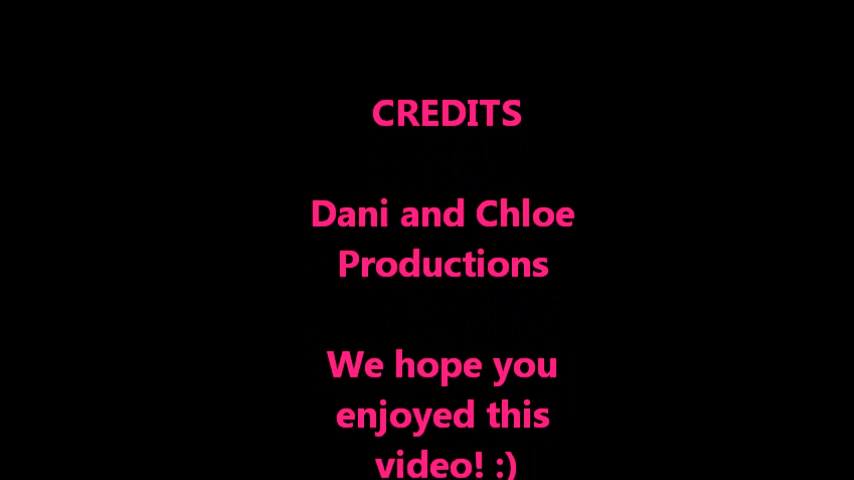 CREDITS
Dani and Chloe
Productions
We hope you
enjoyed this
video! :)